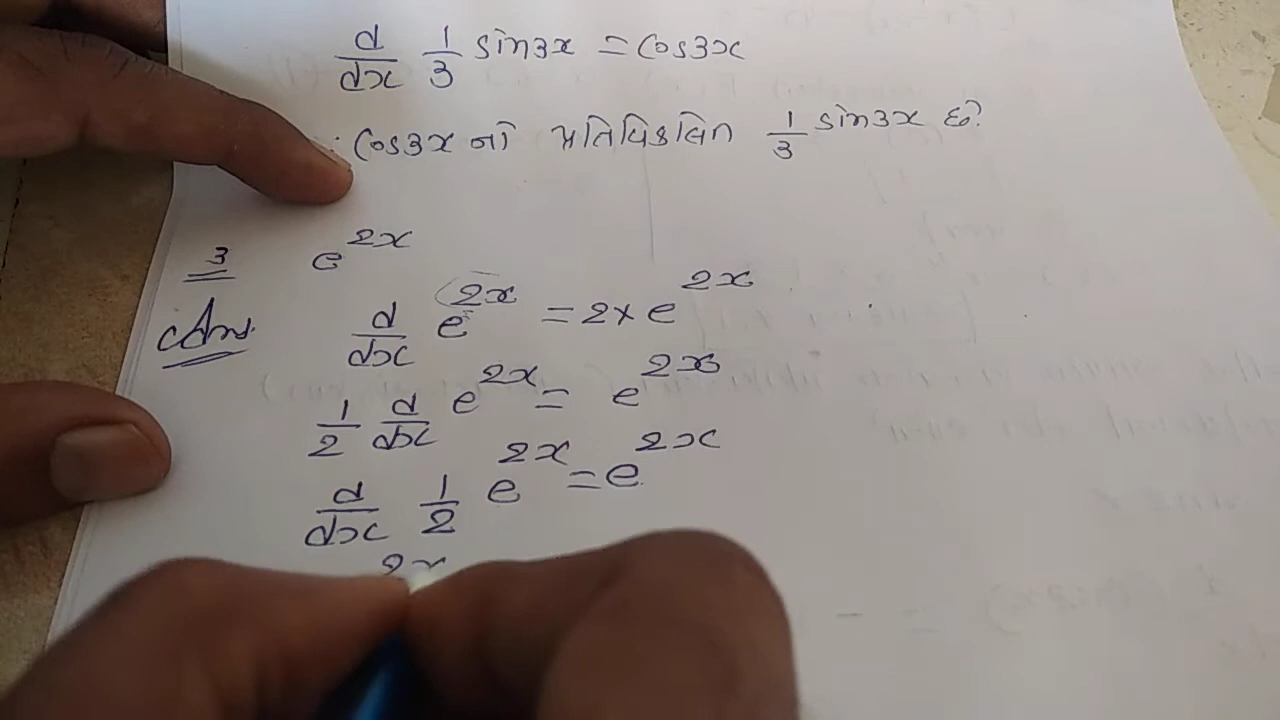 d/dx 1/3 sin3x = cos3x
∴ cos3x નો પ્રતિવિકલિત 1/3 sin3x છે.
3 e^2x
Ans. d/dx e^2x = 2 × e^2x
1/2 d/dx e^2x = e^2x
d/dx 1/2 e^2x = e^2x
2x